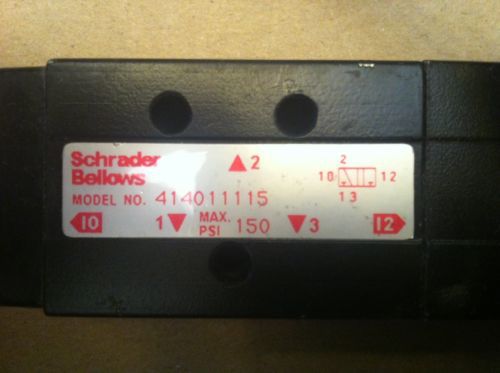 Schrader
Bellows
▲2
2
10 12
1 3
MODEL NO. 414011115
10 1▼ MAX. PSI 150 ▼3 12